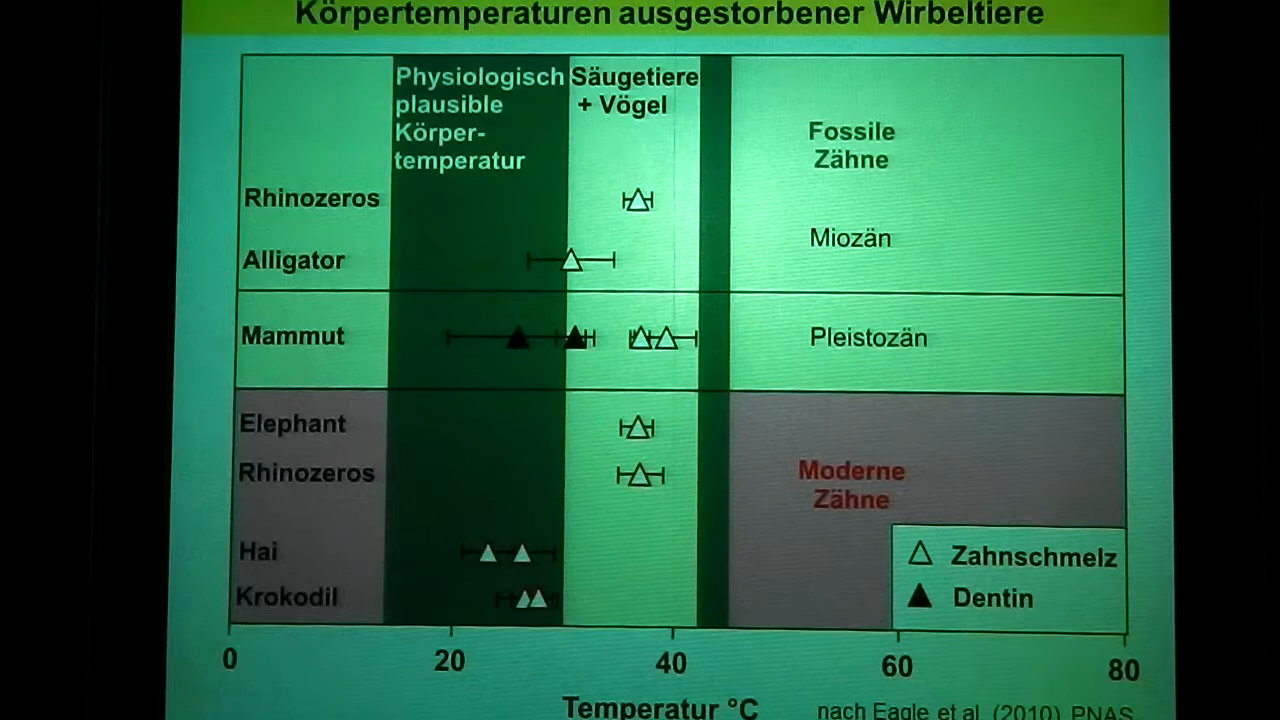 Körpertemperaturen ausgestorbener Wirbeltiere
Physiologisch
plausible
Körper-
temperatur
Säugetiere
+ Vögel
Fossile
Zähne
Rhinozeros
Miozän
Alligator
Mammut
Pleistozän
Elephant
Rhinozeros
Moderne
Zähne
Hai
Krokodil
Zahnschmelz
Dentin
0 20 40 60 80
Temperatur °C
nach Eagle et al. (2010) PNAS